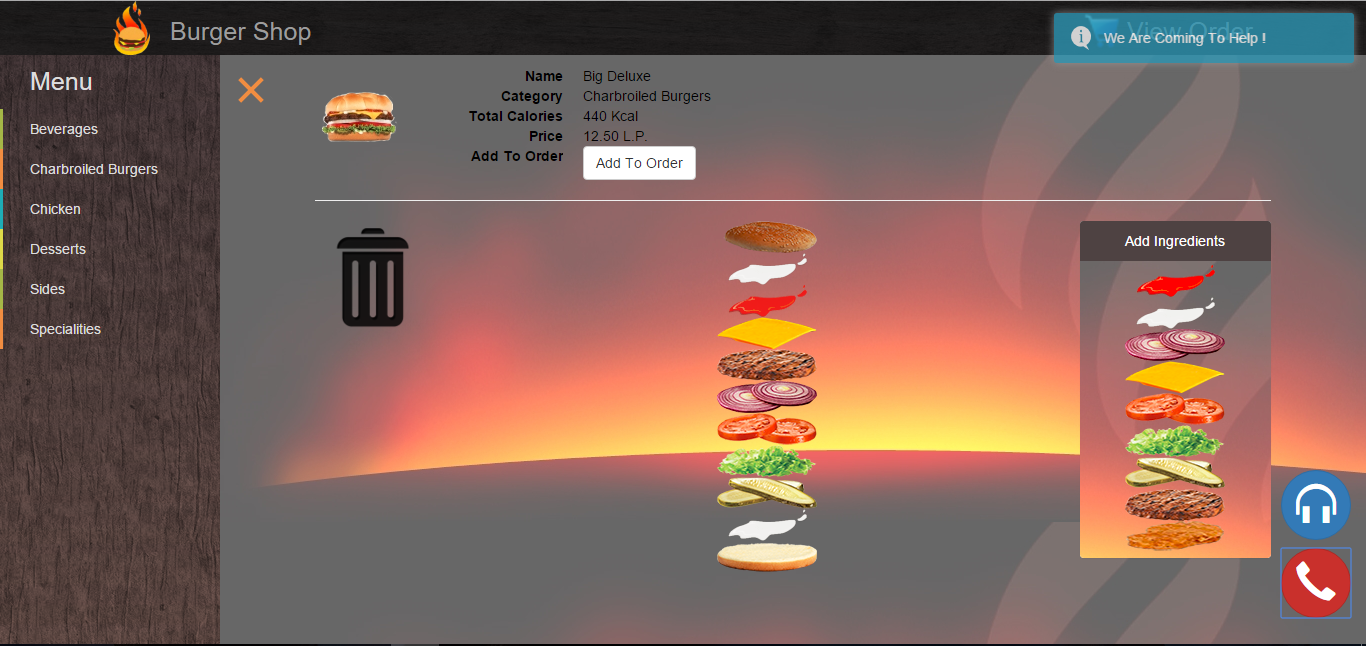 Burger Shop
View Order
We Are Coming To Help !
Menu
Beverages
Charbroiled Burgers
Chicken
Desserts
Sides
Specialities
Name Big Deluxe
Category Charbroiled Burgers
Total Calories 440 Kcal
Price 12.50 L.P.
Add To Order Add To Order
Add Ingredients